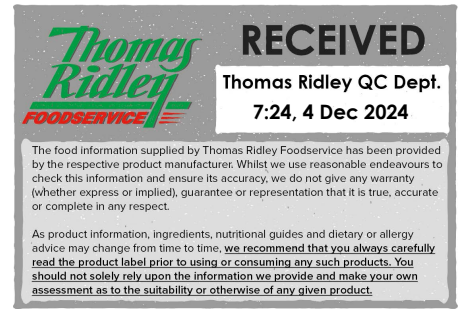 Thomas
Ridley
FOODSERVICE
RECEIVED
Thomas Ridley QC Dept.
7:24, 4 Dec 2024
The food information supplied by Thomas Ridley Foodservice has been provided
by the respective product manufacturer. Whilst we use reasonable endeavours to
check this information and ensure its accuracy, we do not give any warranty
(whether express or implied), guarantee or representation that it is true, accurate
or complete in any respect.
As product information, ingredients, nutritional guides and dietary or allergy
advice may change from time to time, we recommend that you always carefully
read the product label prior to using or consuming any such products. You
should not solely rely upon the information we provide and make your own
assessment as to the suitability or otherwise of any given product.